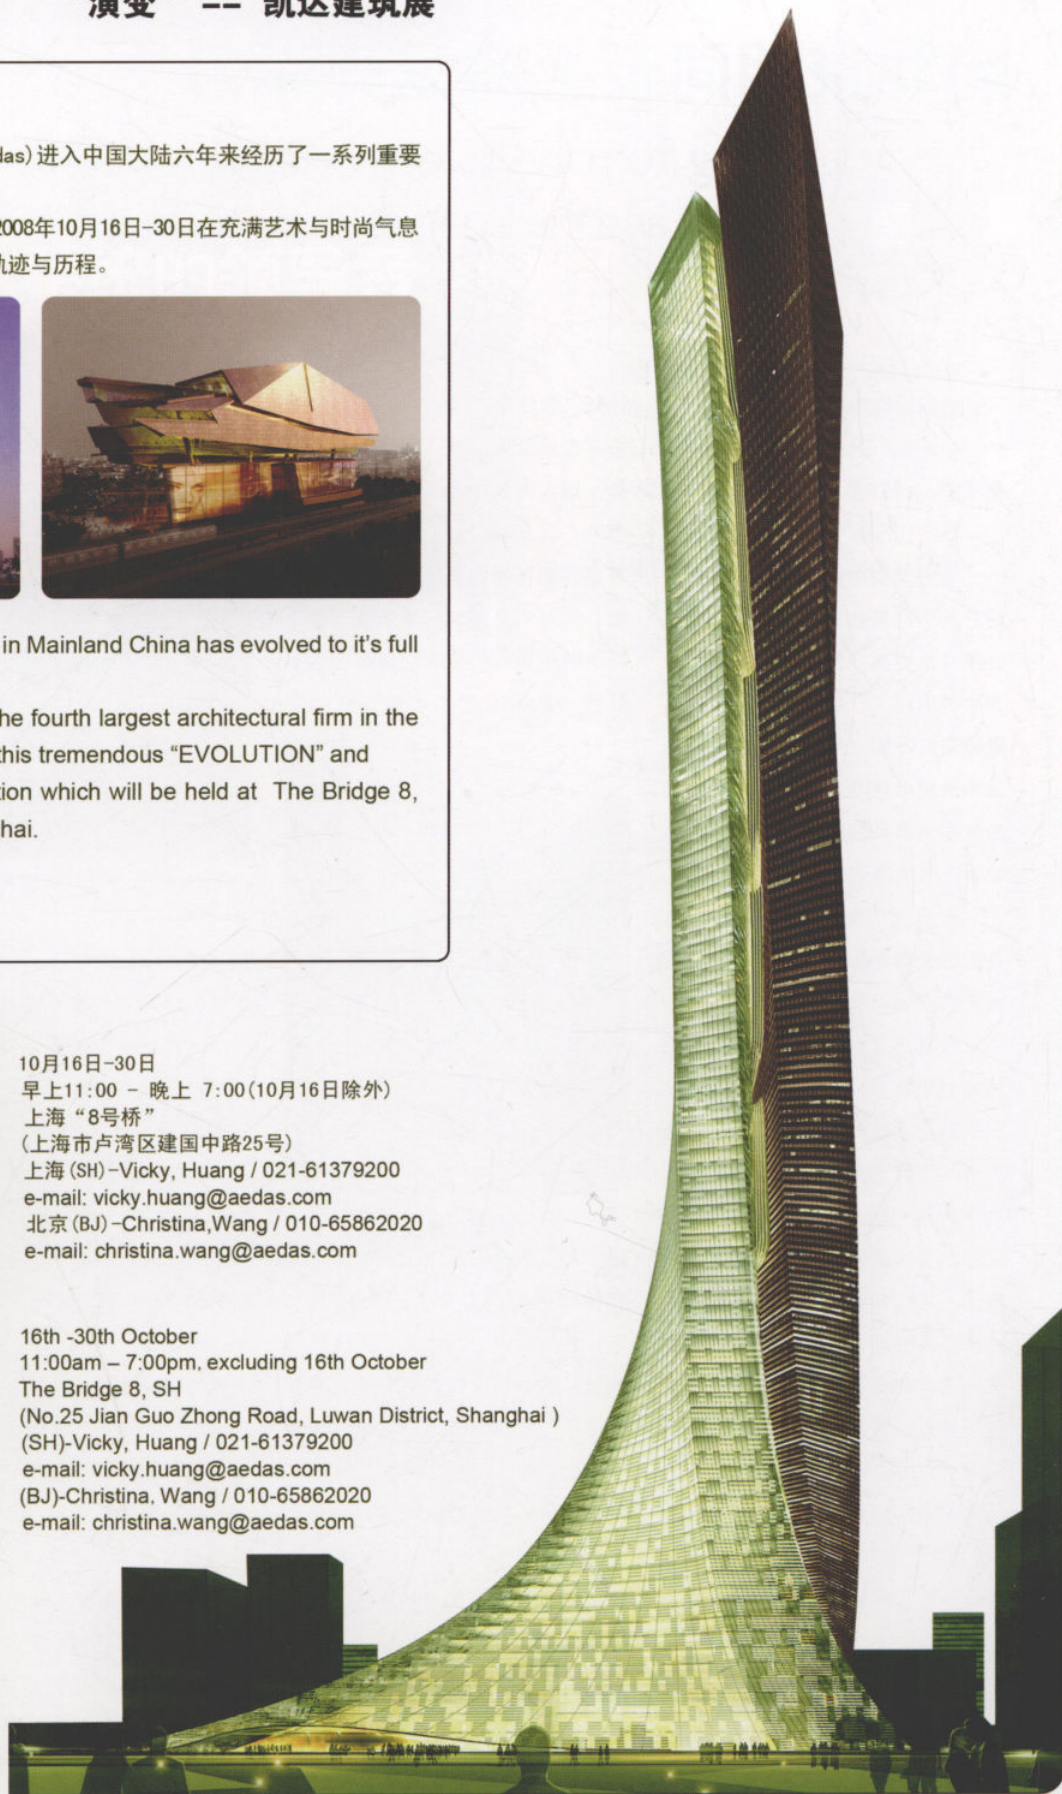 演变” -- 凯达建筑展
das)进入中国大陆六年来经历了一系列重要
2008年10月16日-30日在充满艺术与时尚气息
轨迹与历程。
in Mainland China has evolved to it's full
he fourth largest architectural firm in the
this tremendous “EVOLUTION” and
tion which will be held at The Bridge 8,
hai.
10月16日-30日
早上11:00 - 晚上 7:00(10月16日除外)
上海“8号桥”
(上海市卢湾区建国中路25号)
上海(SH)-Vicky, Huang / 021-61379200
e-mail: vicky.huang@aedas.com
北京(BJ)-Christina,Wang / 010-65862020
e-mail: christina.wang@aedas.com
16th -30th October
11:00am – 7:00pm, excluding 16th October
The Bridge 8, SH
(No.25 Jian Guo Zhong Road, Luwan District, Shanghai )
(SH)-Vicky, Huang / 021-61379200
e-mail: vicky.huang@aedas.com
(BJ)-Christina, Wang / 010-65862020
e-mail: christina.wang@aedas.com